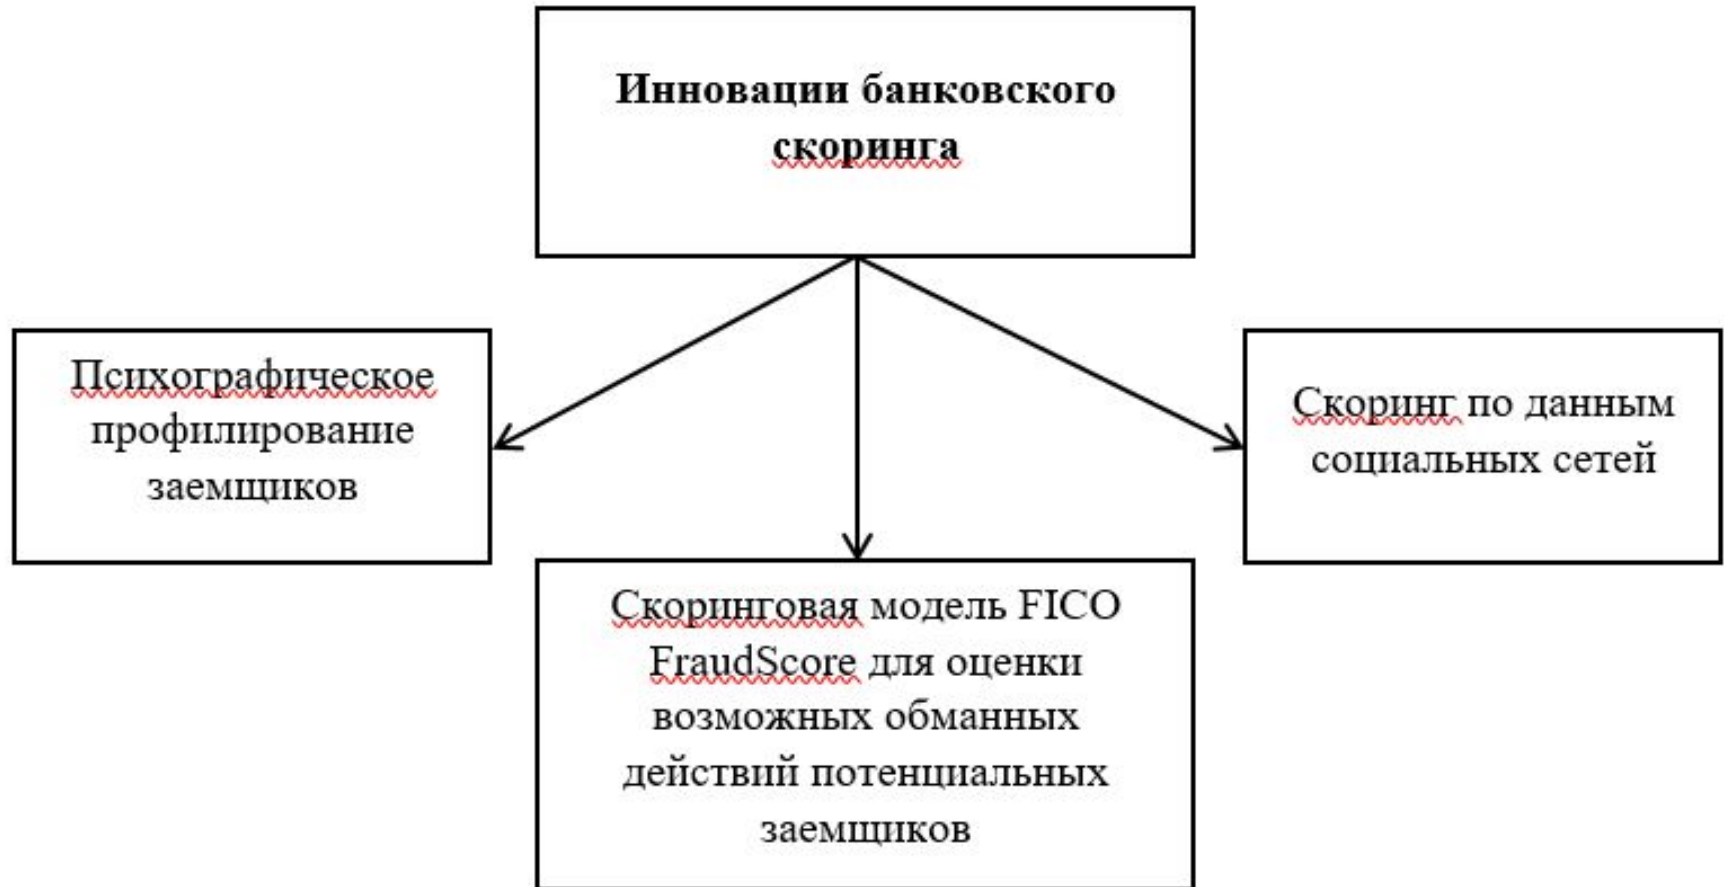 Инновации банковского
скоринга
Психографическое
профилирование
заемщиков
Скоринговая модель FICO
FraudScore для оценки
возможных обманных
действий потенциальных
заемщиков
Скоринг по данным
социальных сетей